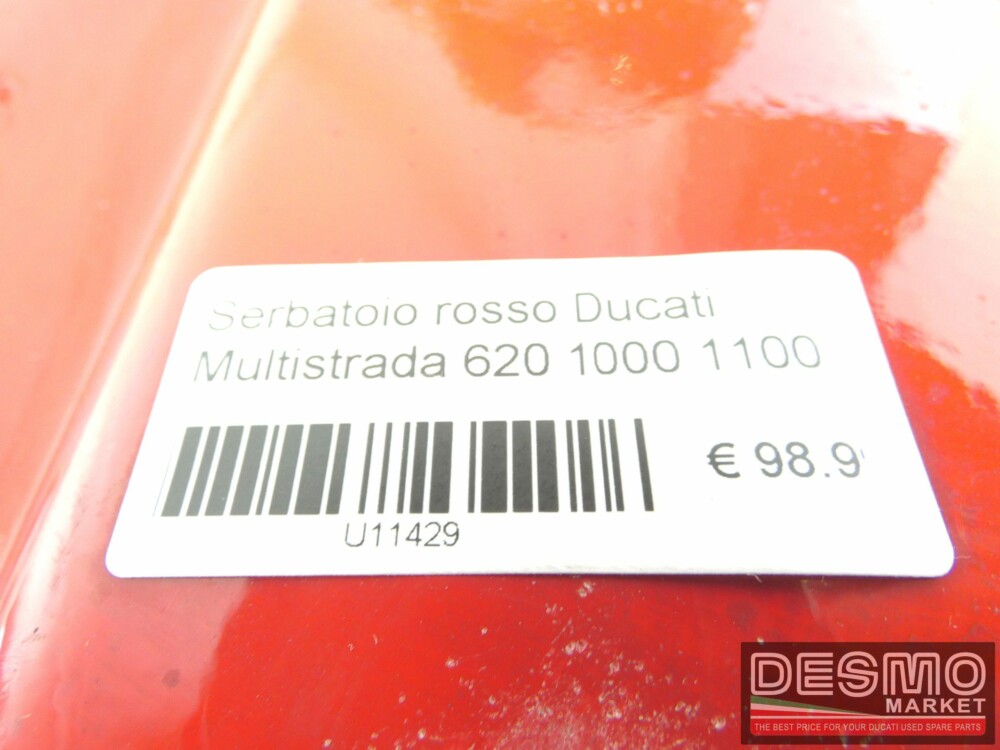 Serbatoio rosso Ducati
Multistrada 620 1000 1100
€ 98.9
U11429
DESMO
MARKET
THE BEST PRICE FOR YOUR DUCATI USED SPARE PARTS